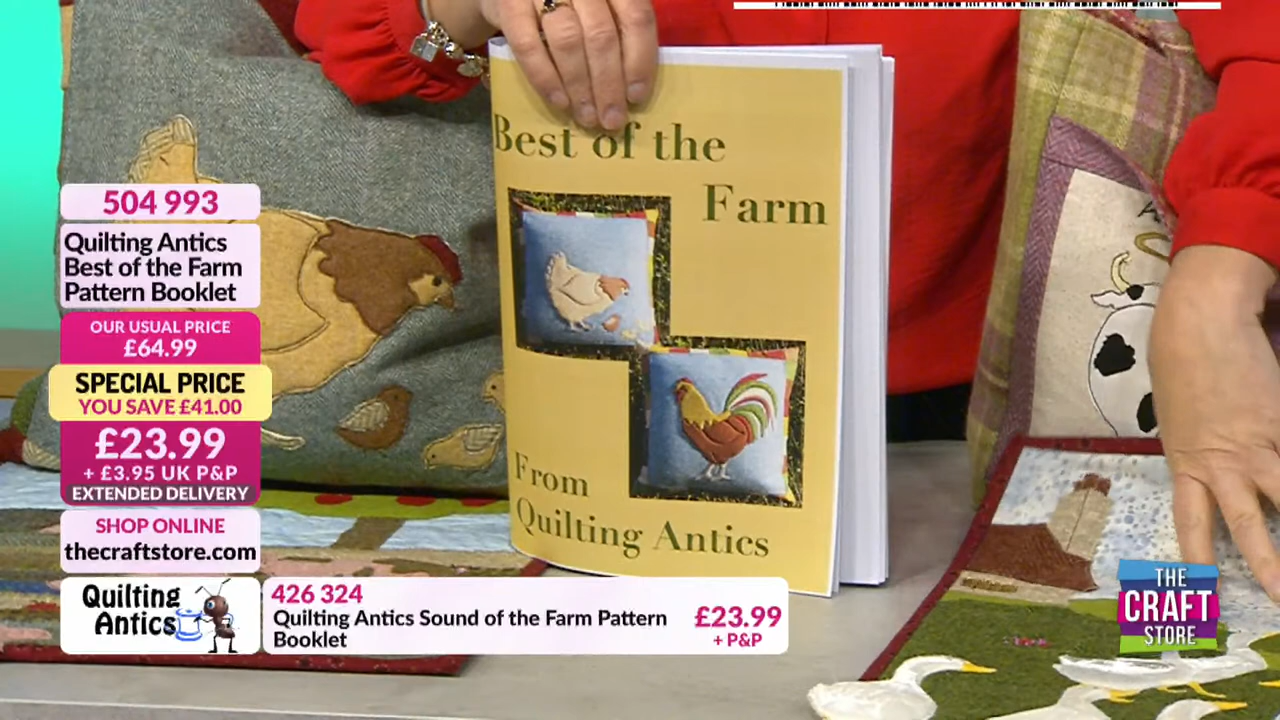 Best of the
Farm
From
Quilting Antics
504 993
Quilting Antics
Best of the Farm
Pattern Booklet
OUR USUAL PRICE
£64.99
SPECIAL PRICE
YOU SAVE £41.00
£23.99
+ £3.95 UK P&P
EXTENDED DELIVERY
SHOP ONLINE
thecraftstore.com
Quilting
Antics
426 324
Quilting Antics Sound of the Farm Pattern
Booklet
£23.99
+ P&P
THE
CRAFT
STORE